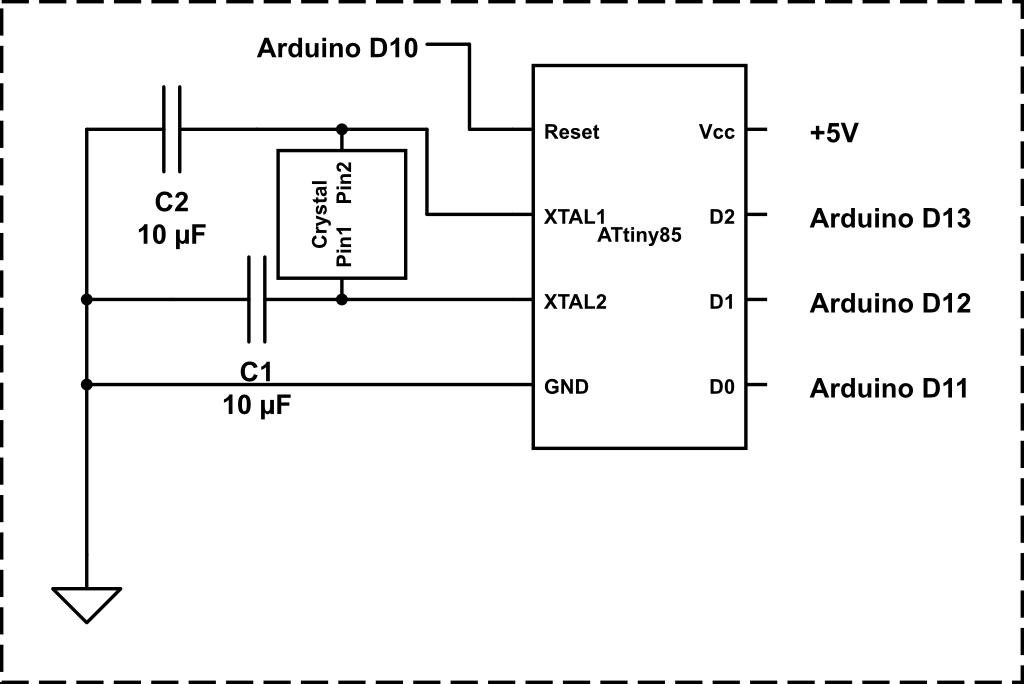 Arduino D10
Reset
Vcc
+5V
C2
10 µF
Crystal
Pin2
Pin1
XTAL1
D2
Arduino D13
ATtiny85
XTAL2
D1
Arduino D12
C1
10 µF
GND
D0
Arduino D11